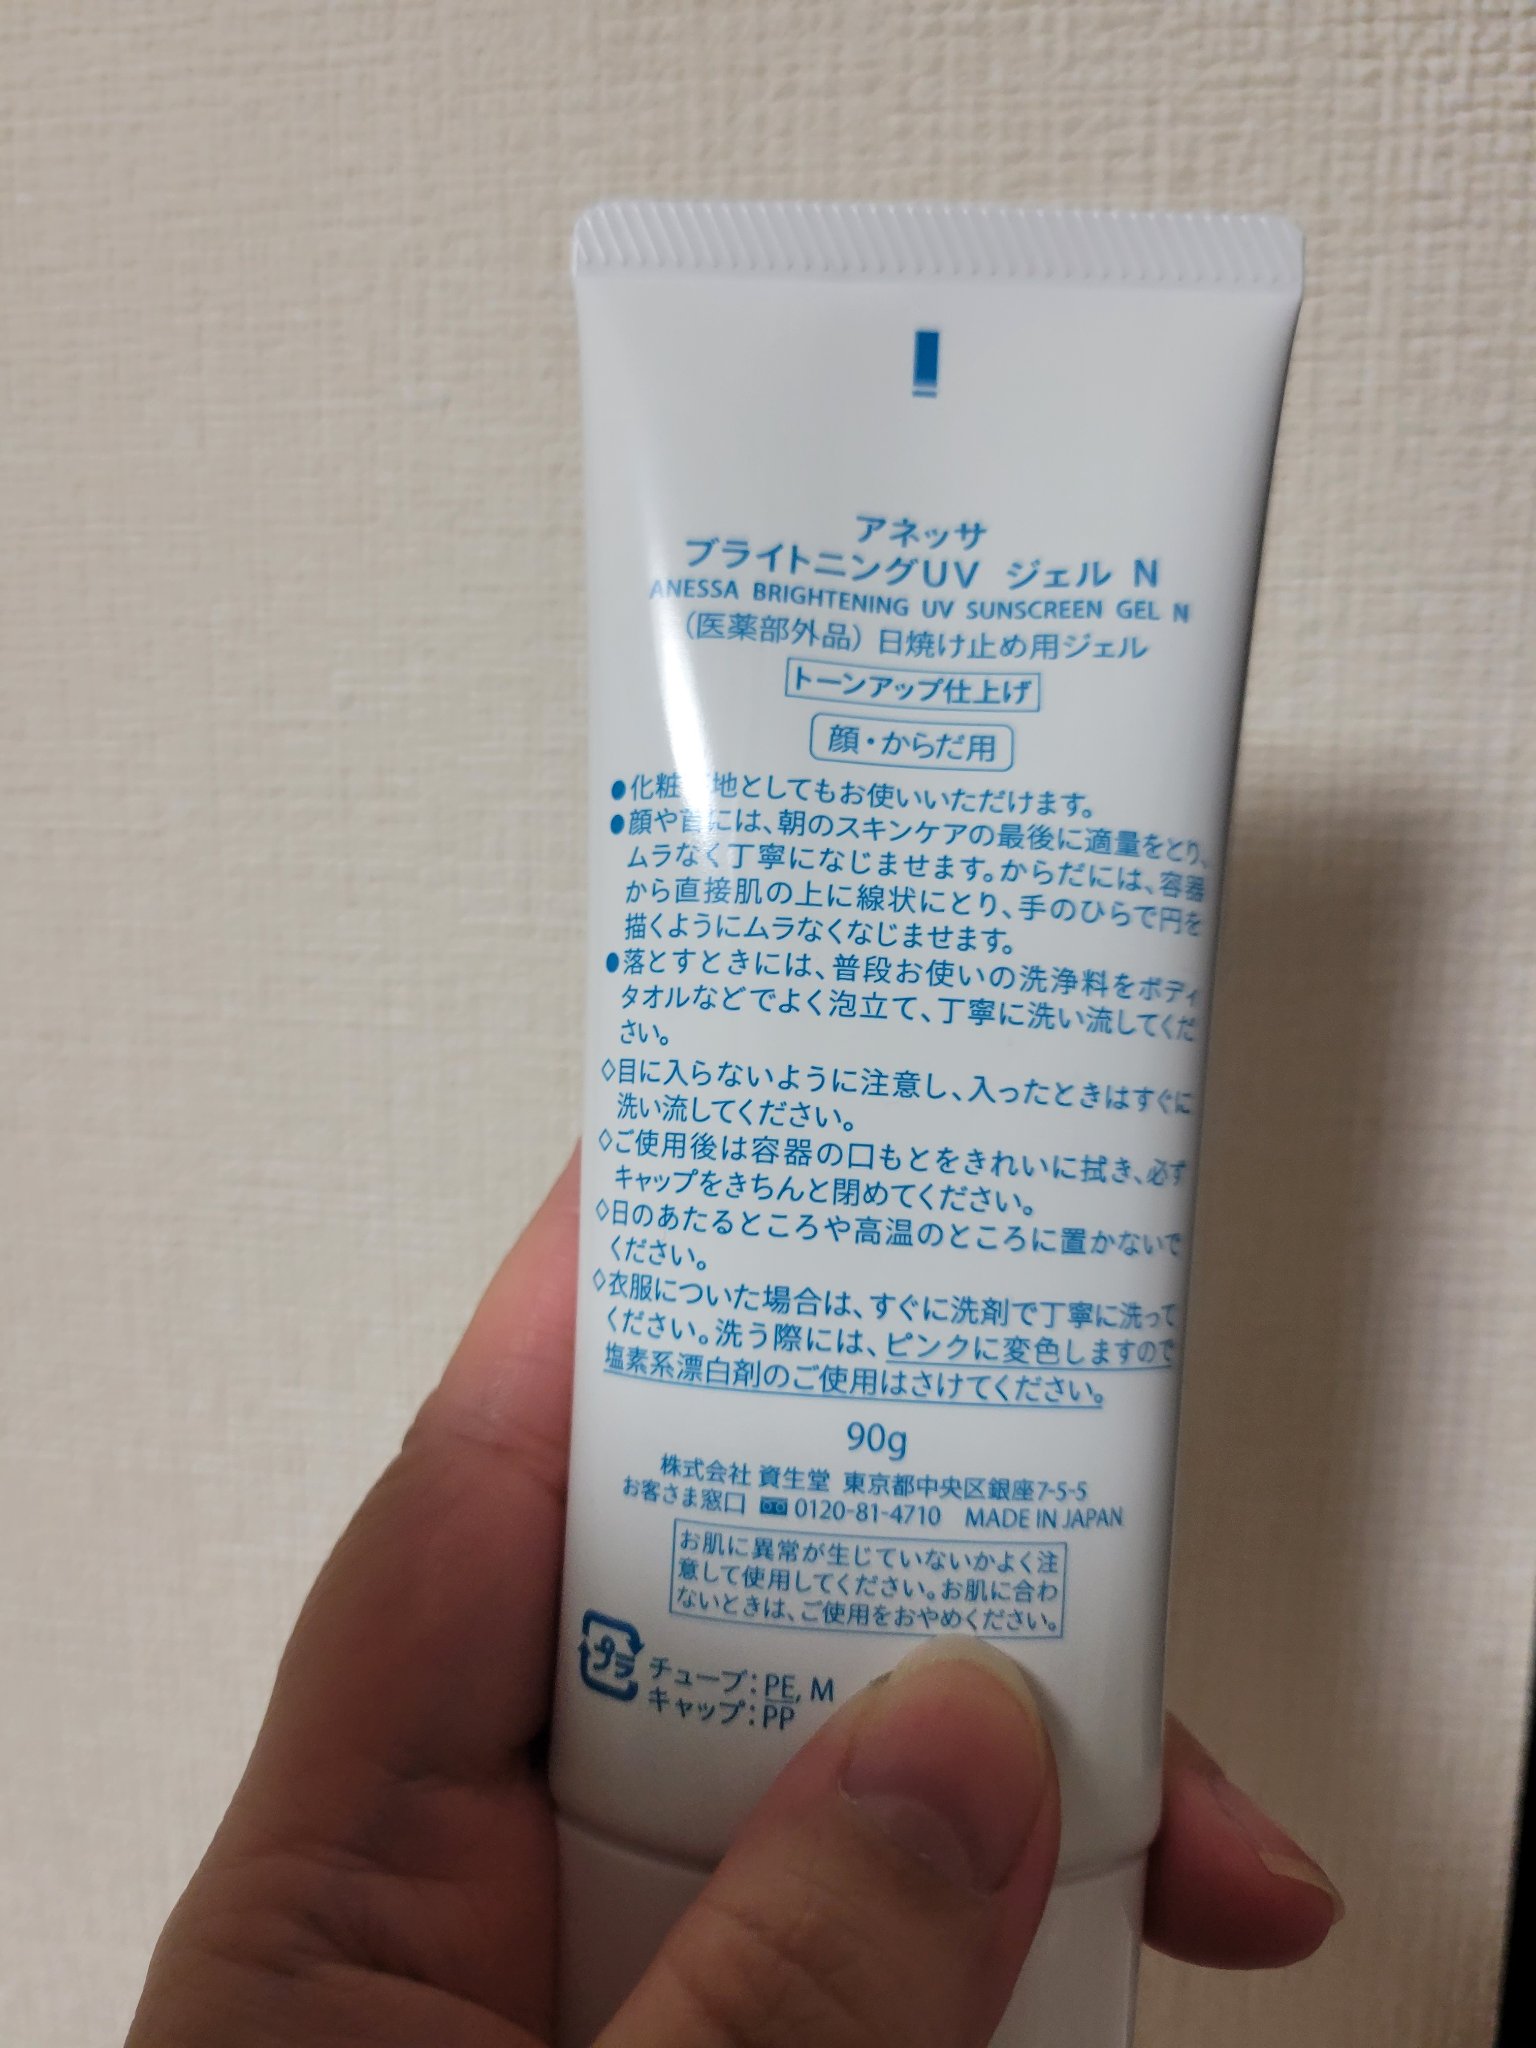 アネッサ
ブライトニングUV ジェル N
ANESSA BRIGHTENING UV SUNSCREEN GEL N
(医薬部外品) 日焼け止め用ジェル
トーンアップ仕上げ
顔・からだ用
●化粧下地としてもお使いいただけます。
●顔や首には、朝のスキンケアの最後に適量をとり、
ムラなく丁寧になじませます。からだには、容器
から直接肌の上に線状にとり、手のひらで円を
描くようにムラなくなじませます。
●落とすときには、普段お使いの洗浄料をボディ
タオルなどでよく泡立て、丁寧に洗い流してくだ
さい。
◇目に入らないように注意し、入ったときはすぐに
洗い流してください。
◇ご使用後は容器の口もとをきれいに拭き、必ず
キャップをきちんと閉めてください。
◇日のあたるところや高温のところに置かないで
ください。
◇衣服についた場合は、すぐに洗剤で丁寧に洗って
ください。洗う際には、ピンクに変色しますので
塩素系漂白剤のご使用はさけてください。
90g
株式会社 資生堂 東京都中央区銀座7-5-5
お客さま窓口 0120-81-4710 MADE IN JAPAN
お肌に異常が生じていないかよく注
意して使用してください。お肌に合わ
ないときは、ご使用をおやめください。
プラ
チューブ:PE, M
キャップ:PP